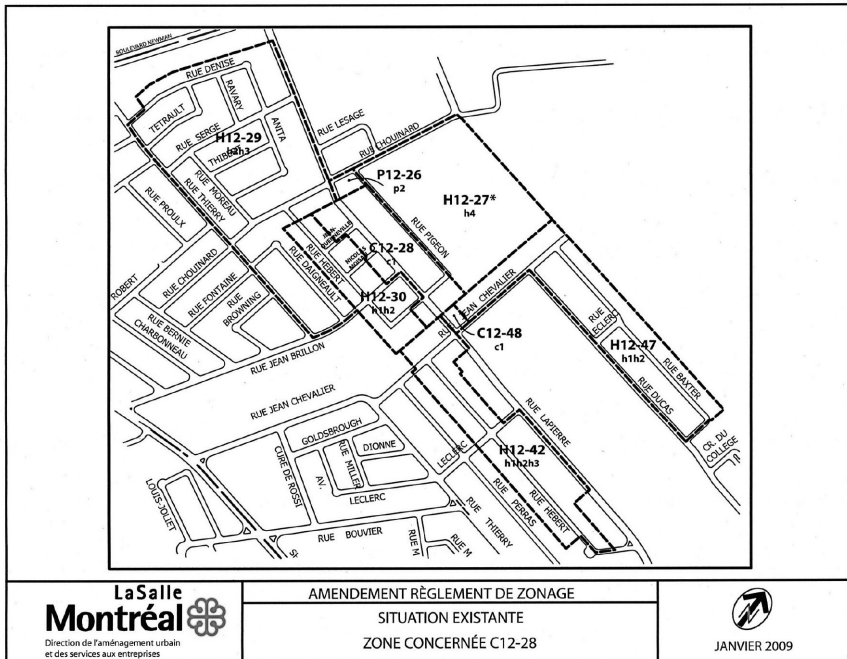 BOULEVARD NEWMAN
RUE DENISE
TETRAULT
RAVARY
RUE SERGE
ANITA
H12-29
RUE LESAGE
RUE CHOUINARD
RUE MOREAU
RUE THIERRY
RUE PROULX
P12-26
p2
H12-27*
h4
RUE PIGEON
C12-28
c1
RUE HÉBERT
RUE DAIGNEAULT
H12-30
h1h2
JEAN CHEVALIER
C12-48
c1
ROBERT
RUE CHOUINARD
RUE FONTAINE
RUE BROWNING
RUE BERNIE
CHARBONNEAU
RUE JEAN BRILLON
RUE LECLERC
H12-47
h1h2
RUE BAXTER
RUE DUCAS
RUE JEAN CHEVALIER
RUE LAPIERRE
CR. DU COLLEGE
GOLDSBROUGH
DIONNE
RUE MILLER
CURÉ DE ROSSI
AV.
LECLERC
LECLERC
H12-42
h1h2h3
RUE HÉBERT
RUE PERRAS
RUE THIERRY
LOUIS JOLIET
RUE BOUVIER
RUE M
RUE M
LaSalle
Montréal
Direction de l'aménagement urbain
et des services aux entreprises
AMENDEMENT RÈGLEMENT DE ZONAGE
SITUATION EXISTANTE
ZONE CONCERNÉE C12-28
JANVIER 2009